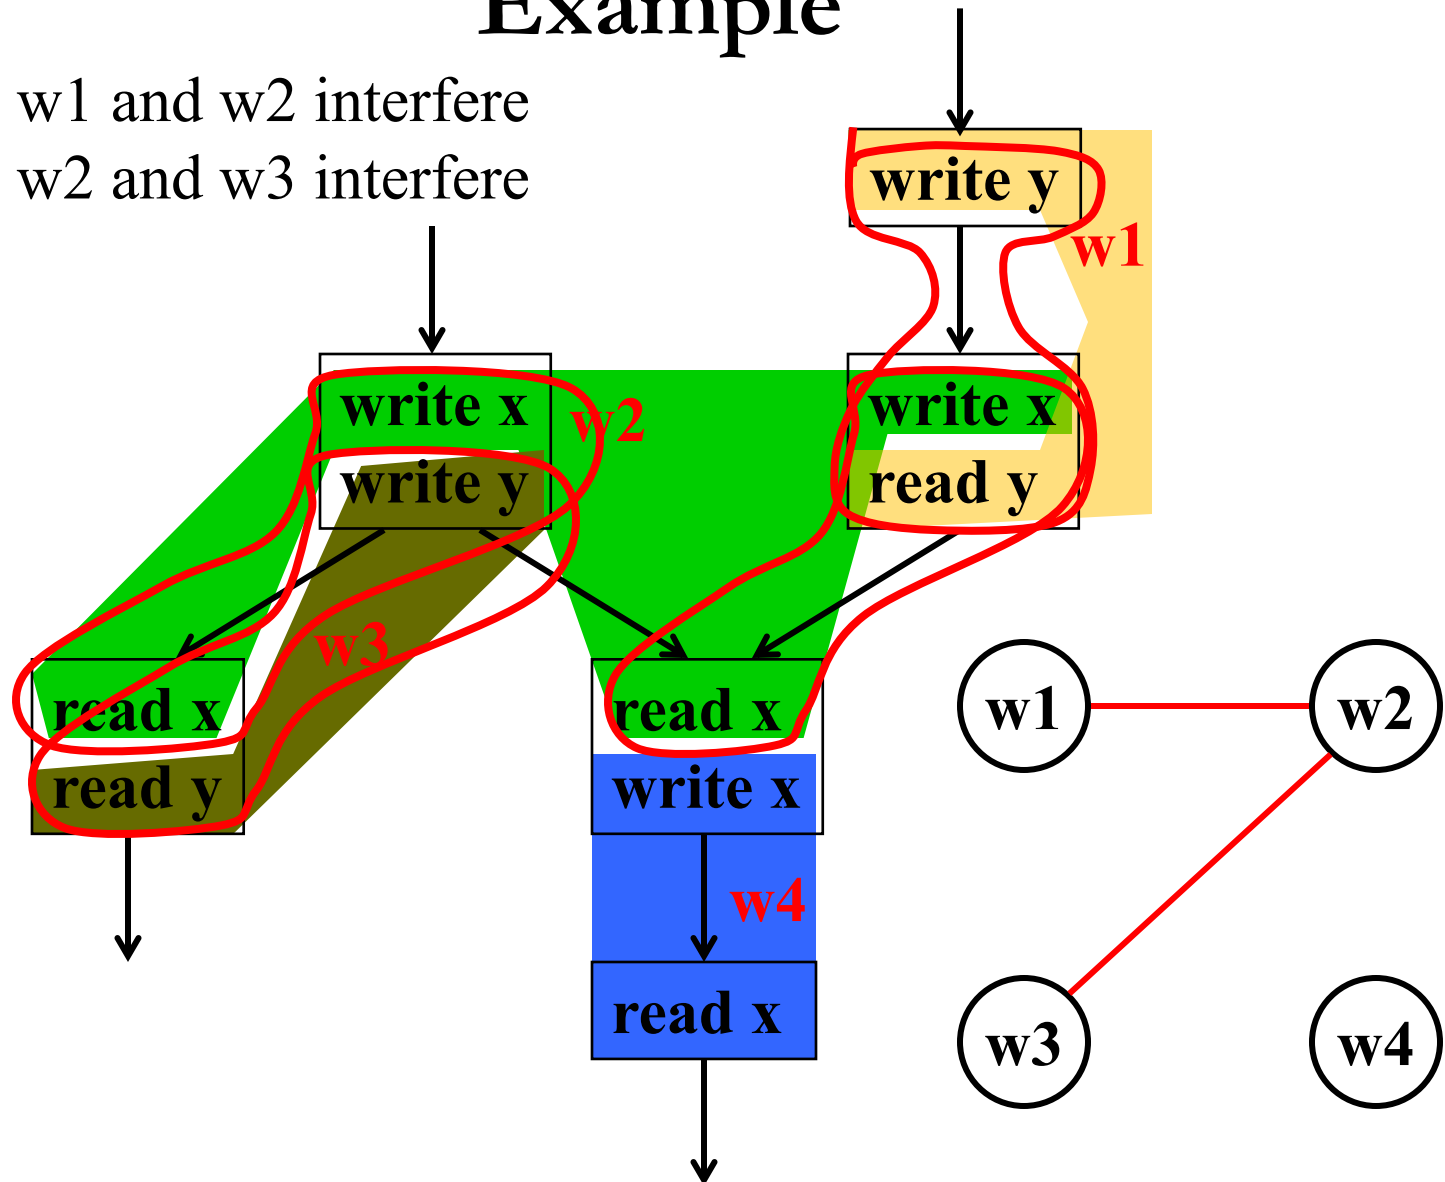 Example
w1 and w2 interfere
w2 and w3 interfere
write y
w1
write x
write y
w2
write x
read y
w3
read x
read y
read x
write x
w4
read x
w1
w2
w3
w4